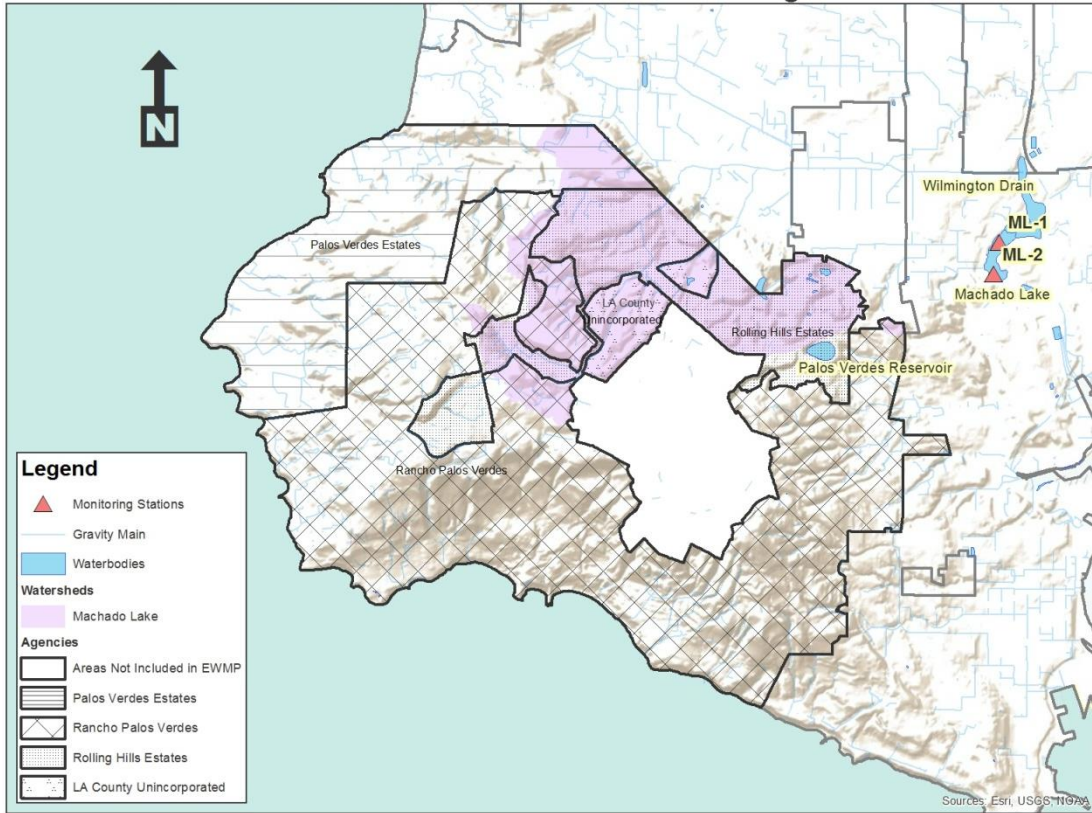 N
Wilmington Drain
ML-1
ML-2
Machado Lake
Palos Verdes Estates
LA County
Unincorporated
Rolling Hills Estates
Palos Verdes Reservoir
Rancho Palos Verdes
Legend
Monitoring Stations
Gravity Main
Waterbodies
Watersheds
Machado Lake
Agencies
Areas Not Included in EWMP
Palos Verdes Estates
Rancho Palos Verdes
Rolling Hills Estates
LA County Unincorporated
Sources: Esri, USGS, NOAA